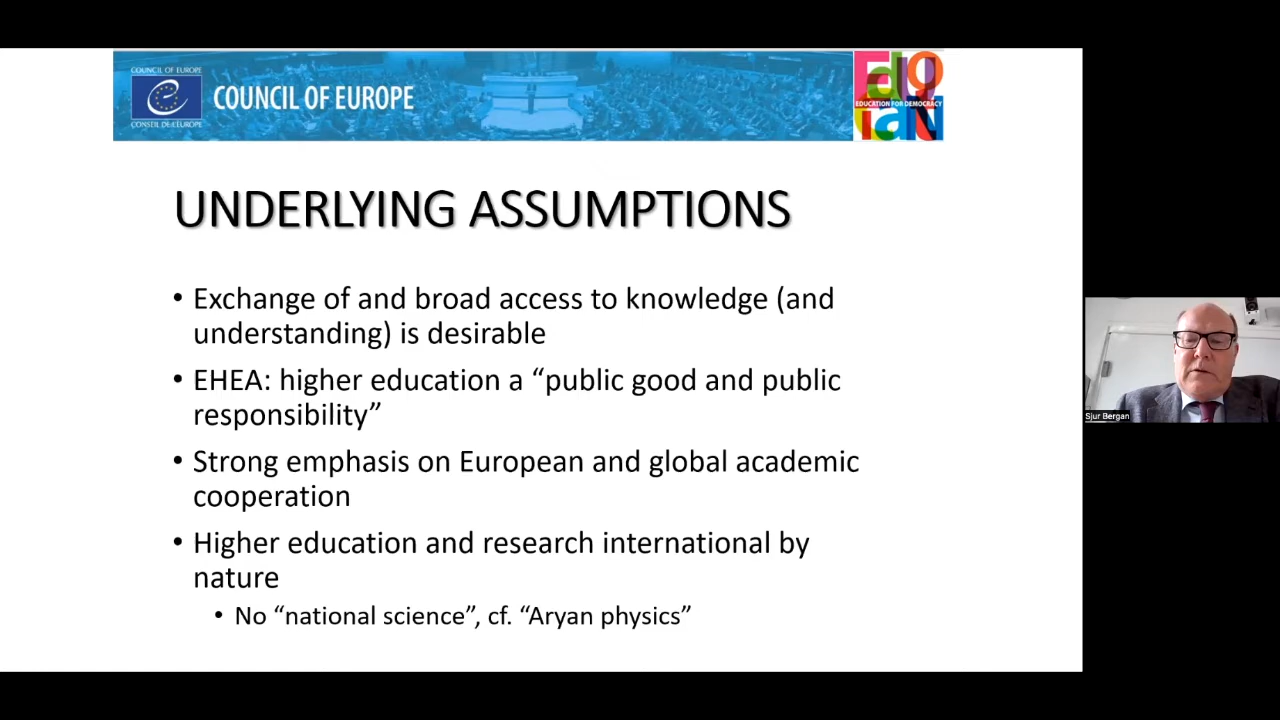 COUNCIL OF EUROPE
CONSEIL DE L'EUROPE
COUNCIL OF EUROPE
EDUCATION FOR DEMOCRACY
UNDERLYING ASSUMPTIONS
• Exchange of and broad access to knowledge (and
understanding) is desirable
• EHEA: higher education a “public good and public
responsibility”
• Strong emphasis on European and global academic
cooperation
• Higher education and research international by
nature
• No “national science”, cf. “Aryan physics”
Sjur Bergan